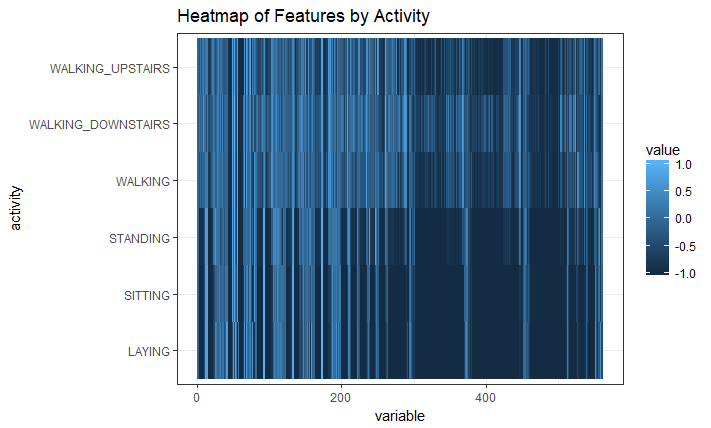 Heatmap of Features by Activity
WALKING_UPSTAIRS
WALKING_DOWNSTAIRS
WALKING
STANDING
SITTING
LAYING
activity
0
200
400
variable
value
1.0
0.5
0.0
-0.5
-1.0